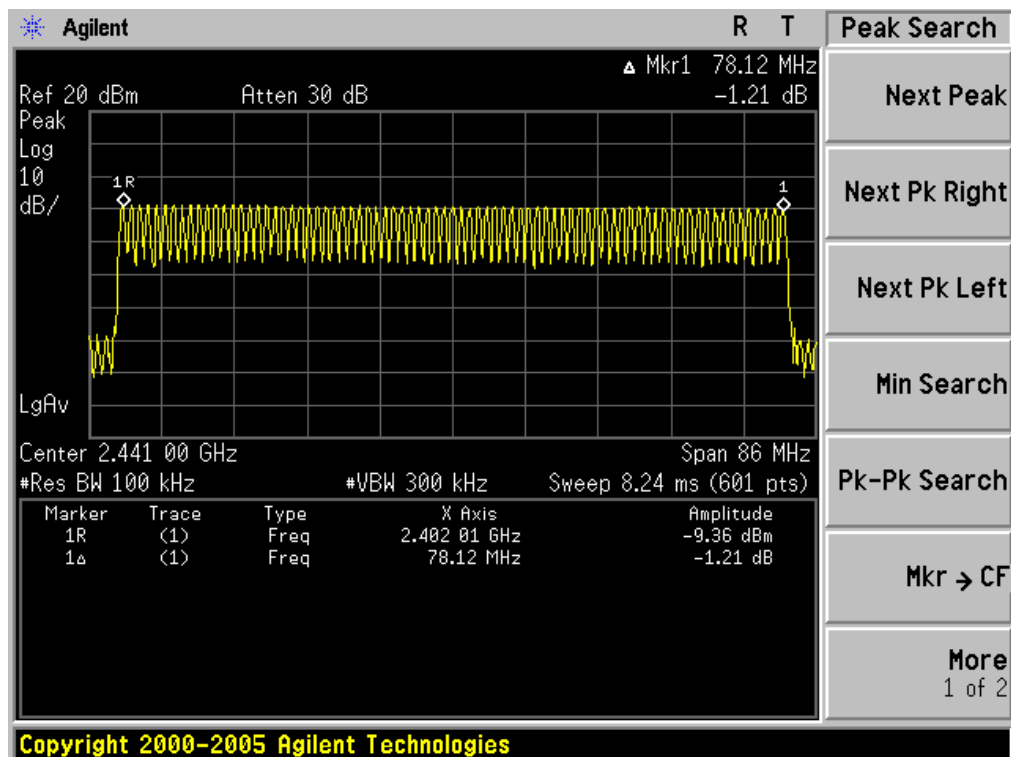 Agilent R T Peak Search
Δ Mkr1 78.12 MHz
Ref 20 dBm Atten 30 dB −1.21 dB
Peak
Log
10
dB/
1R
1
LgAv
Center 2.441 00 GHz Span 86 MHz
#Res BW 100 kHz #VBW 300 kHz Sweep 8.24 ms (601 pts)
Marker Trace Type X Axis Amplitude
1R (1) Freq 2.402 01 GHz −9.36 dBm
1Δ (1) Freq 78.12 MHz −1.21 dB
Next Peak
Next Pk Right
Next Pk Left
Min Search
Pk−Pk Search
Mkr → CF
More
1 of 2
Copyright 2000−2005 Agilent Technologies